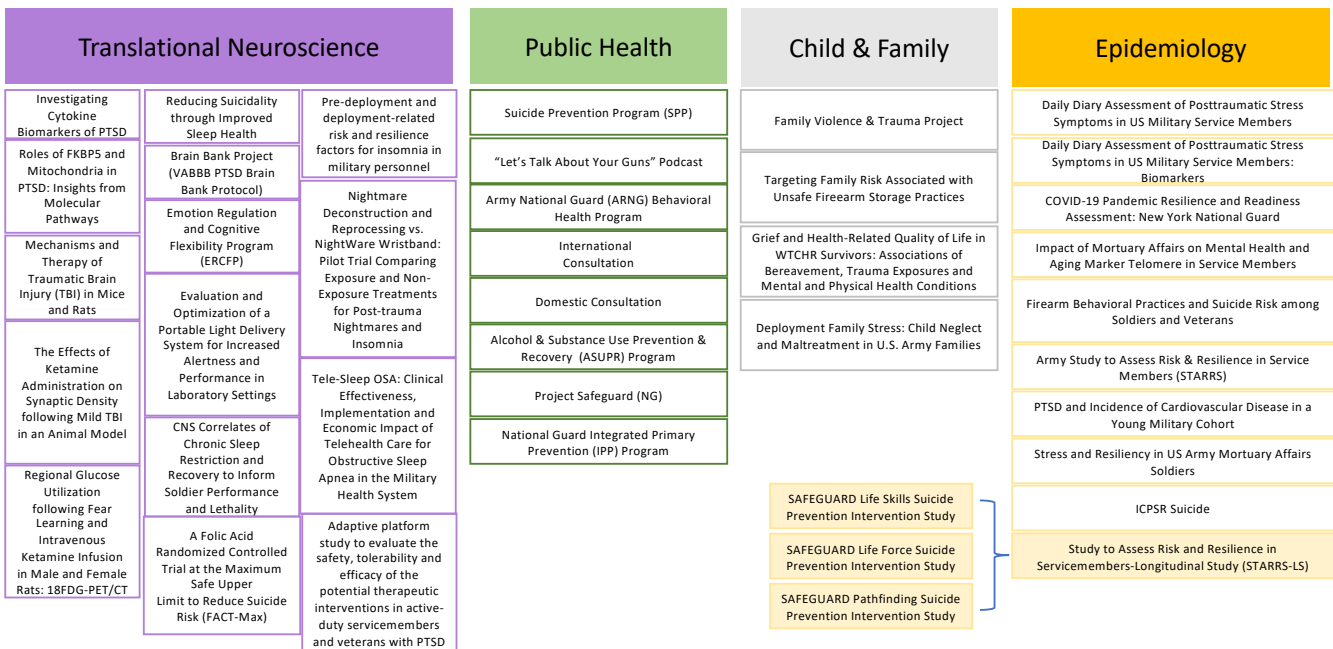 Translational Neuroscience
Investigating
Cytokine
Biomarkers of PTSD
Roles of FKBP5 and
Mitochondria in
PTSD: Insights from
Molecular
Pathways
Mechanisms and
Therapy of
Traumatic Brain
Injury (TBI) in Mice
and Rats
The Effects of
Ketamine
Administration on
Synaptic Density
following Mild TBI
in an Animal Model
Regional Glucose
Utilization
following Fear
Learning and
Intravenous
Ketamine Infusion
in Male and Female
Rats: 18FDG-PET/CT
Reducing Suicidality
through Improved
Sleep Health
Brain Bank Project
(VABBB PTSD Brain
Bank Protocol)
Emotion Regulation
and Cognitive
Flexibility Program
(ERCFP)
Evaluation and
Optimization of a
Portable Light Delivery
System for Increased
Alertness and
Performance in
Laboratory Settings
CNS Correlates of
Chronic Sleep
Restriction and
Recovery to Inform
Soldier Performance
and Lethality
A Folic Acid
Randomized Controlled
Trial at the Maximum
Safe Upper
Limit to Reduce Suicide
Risk (FACT-Max)
Pre-deployment and
deployment-related
risk and resilience
factors for insomnia in
military personnel
Nightmare
Deconstruction and
Reprocessing vs.
NightWare Wristband:
Pilot Trial Comparing
Exposure and Non-
Exposure Treatments
for Post-trauma
Nightmares and
Insomnia
Tele-Sleep OSA: Clinical
Effectiveness,
Implementation and
Economic Impact of
Telehealth Care for
Obstructive Sleep
Apnea in the Military
Health System
Adaptive platform
study to evaluate the
safety, tolerability and
efficacy of the
potential therapeutic
interventions in active-
duty servicemembers
and veterans with PTSD
Public Health
Suicide Prevention Program (SPP)
“Let’s Talk About Your Guns” Podcast
Army National Guard (ARNG) Behavioral
Health Program
International
Consultation
Domestic Consultation
Alcohol & Substance Use Prevention &
Recovery (ASUPR) Program
Project Safeguard (NG)
National Guard Integrated Primary
Prevention (IPP) Program
Child & Family
Family Violence & Trauma Project
Targeting Family Risk Associated with
Unsafe Fireearm Storage Practices
Grief and Health-Related Quality of Life in
WTCHR Survivors: Associations of
Bereavement, Trauma Exposures and
Mental and Physical Health Conditions
Deployment Family Stress: Child Neglect
and Maltreatment in U.S. Army Families
SAFEGUARD Life Skills Suicide
Prevention Intervention Study
SAFEGUARD Life Force Suicide
Prevention Intervention Study
SAFEGUARD Pathfinding Suicide
Prevention Intervention Study
Epidemiology
Daily Diary Assessment of Posttraumatic Stress
Symptoms in US Military Service Members
Daily Diary Assessment of Posttraumatic Stress
Symptoms in US Military Service Members:
Biomarkers
COVID-19 Pandemic Resilience and Readiness
Assessment: New York National Guard
Impact of Mortuary Affairs on Mental Health and
Aging Marker Telomere in Service Members
Firearm Behavioral Practices and Suicide Risk among
Soldiers and Veterans
Army Study to Assess Risk & Resilience in Service
Members (STARRS)
PTSD and Incidence of Cardiovascular Disease in a
Young Military Cohort
Stress and Resiliency in US Army Mortuary Affairs
Soldiers
ICPSR Suicide
Study to Assess Risk and Resilience in
Servicemembers-Longitudinal Study (STARRS-LS)